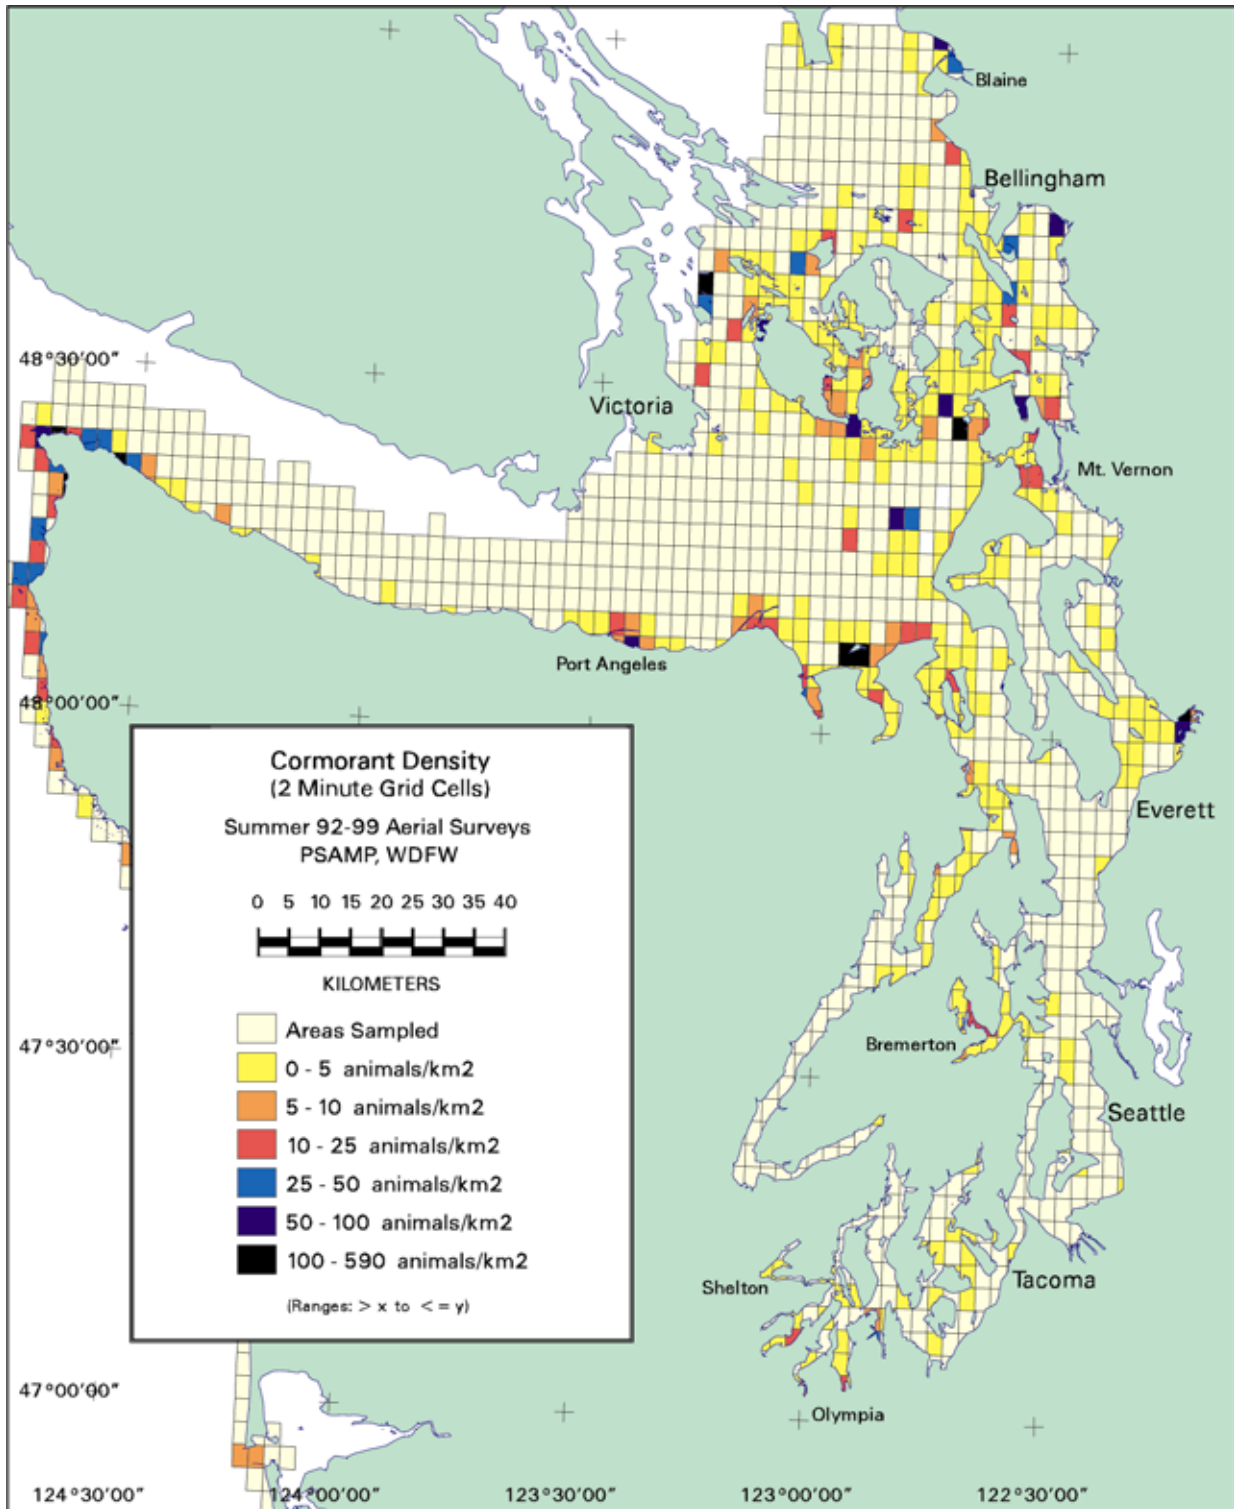 Blaine
Bellingham
48°30'00"
Victoria
Mt. Vernon
Port Angeles
48°00'00"
Everett
Cormorant Density
(2 Minute Grid Cells)
Summer 92-99 Aerial Surveys
PSAMP, WDFW
0 5 10 15 20 25 30 35 40
KILOMETERS
Areas Sampled
0 - 5 animals/km2
5 - 10 animals/km2
10 - 25 animals/km2
25 - 50 animals/km2
50 - 100 animals/km2
100 - 590 animals/km2
(Ranges: > x to < = y)
47°30'00"
Bremerton
Seattle
Shelton
Tacoma
47°00'00"
Olympia
124°30'00" 124°00'00" 123°30'00" 123°00'00" 122°30'00"